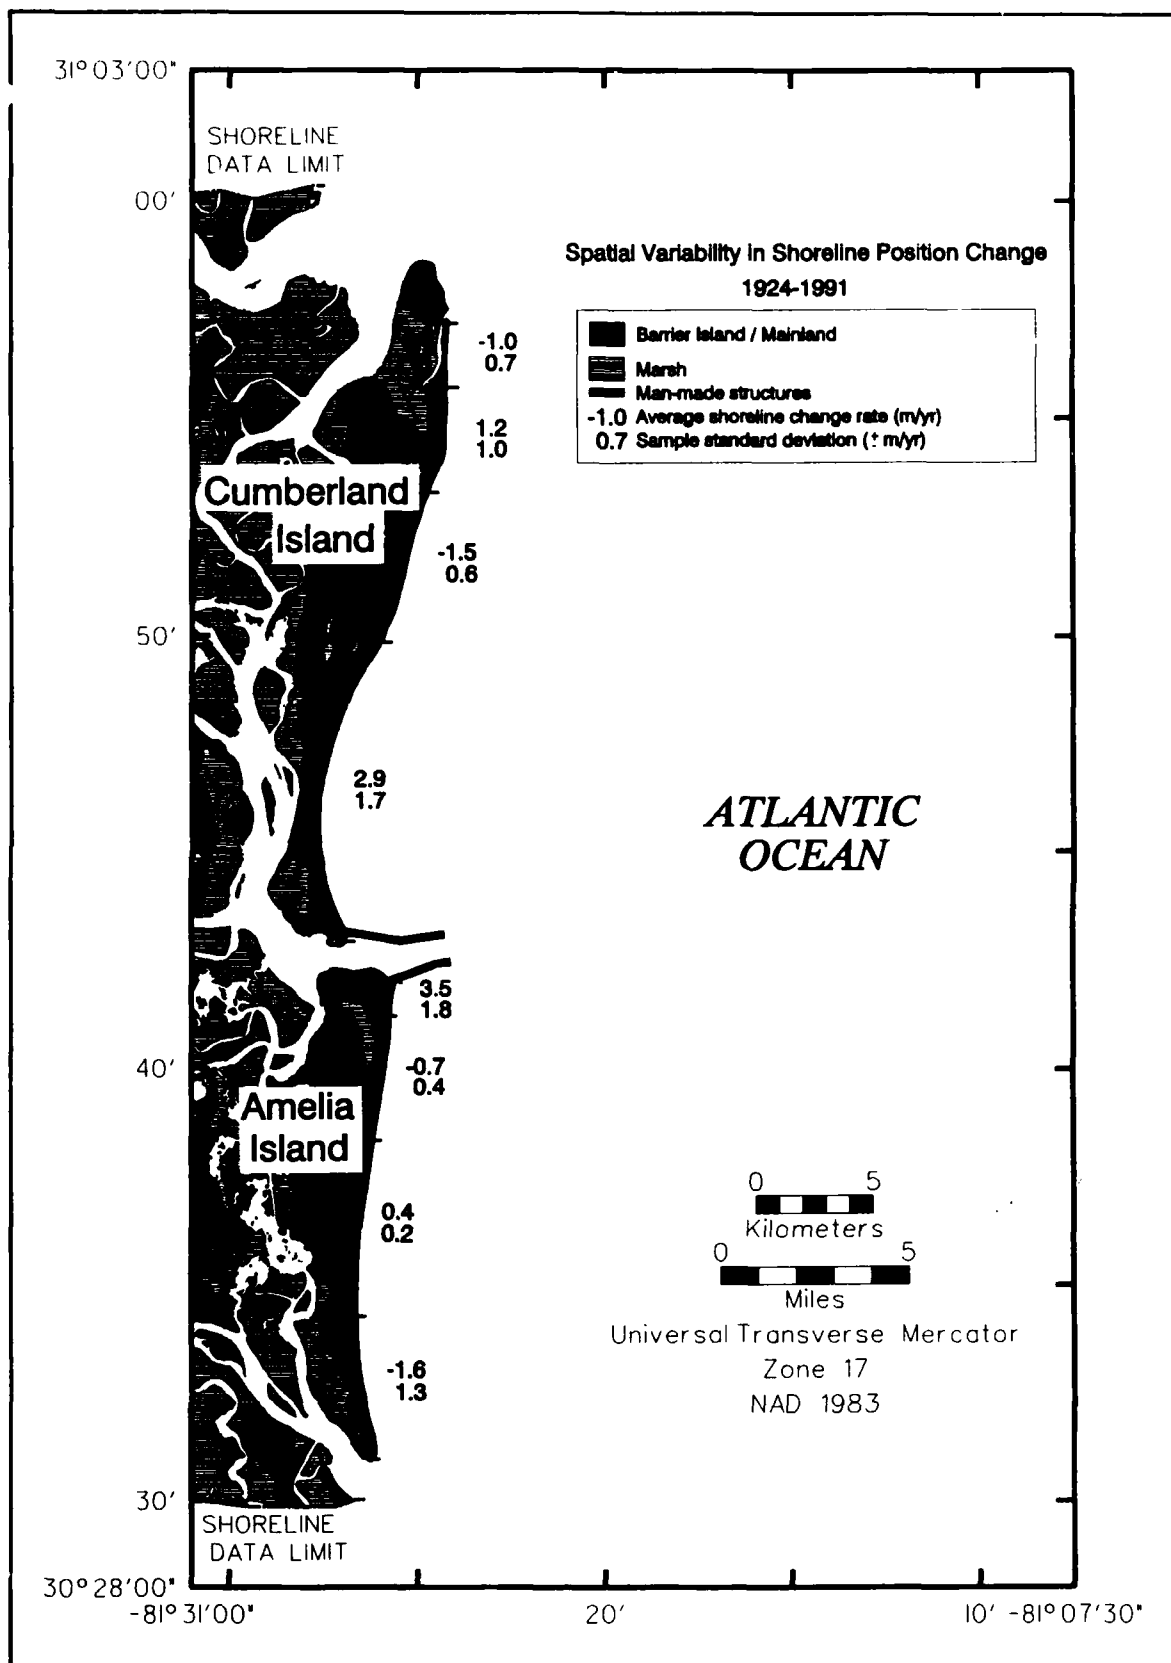 31°03'00"
SHORELINE
DATA LIMIT
00'
Spatial Variability in Shoreline Position Change
1924-1991
Barrier Island / Mainland
Marsh
Man-made structures
-1.0 Average shoreline change rate (m/yr)
0.7 Sample standard deviation (± m/yr)
-1.0
0.7
1.2
1.0
Cumberland
Island
-1.5
0.6
50'
2.9
1.7
ATLANTIC
OCEAN
3.5
1.8
40'
-0.7
0.4
Amelia
Island
0.4
0.2
0 5
Kilometers
0 5
Miles
Universal Transverse Mercator
Zone 17
NAD 1983
-1.6
1.3
30'
SHORELINE
DATA LIMIT
30°28'00"
-81°31'00" 20' 10' -81°07'30"